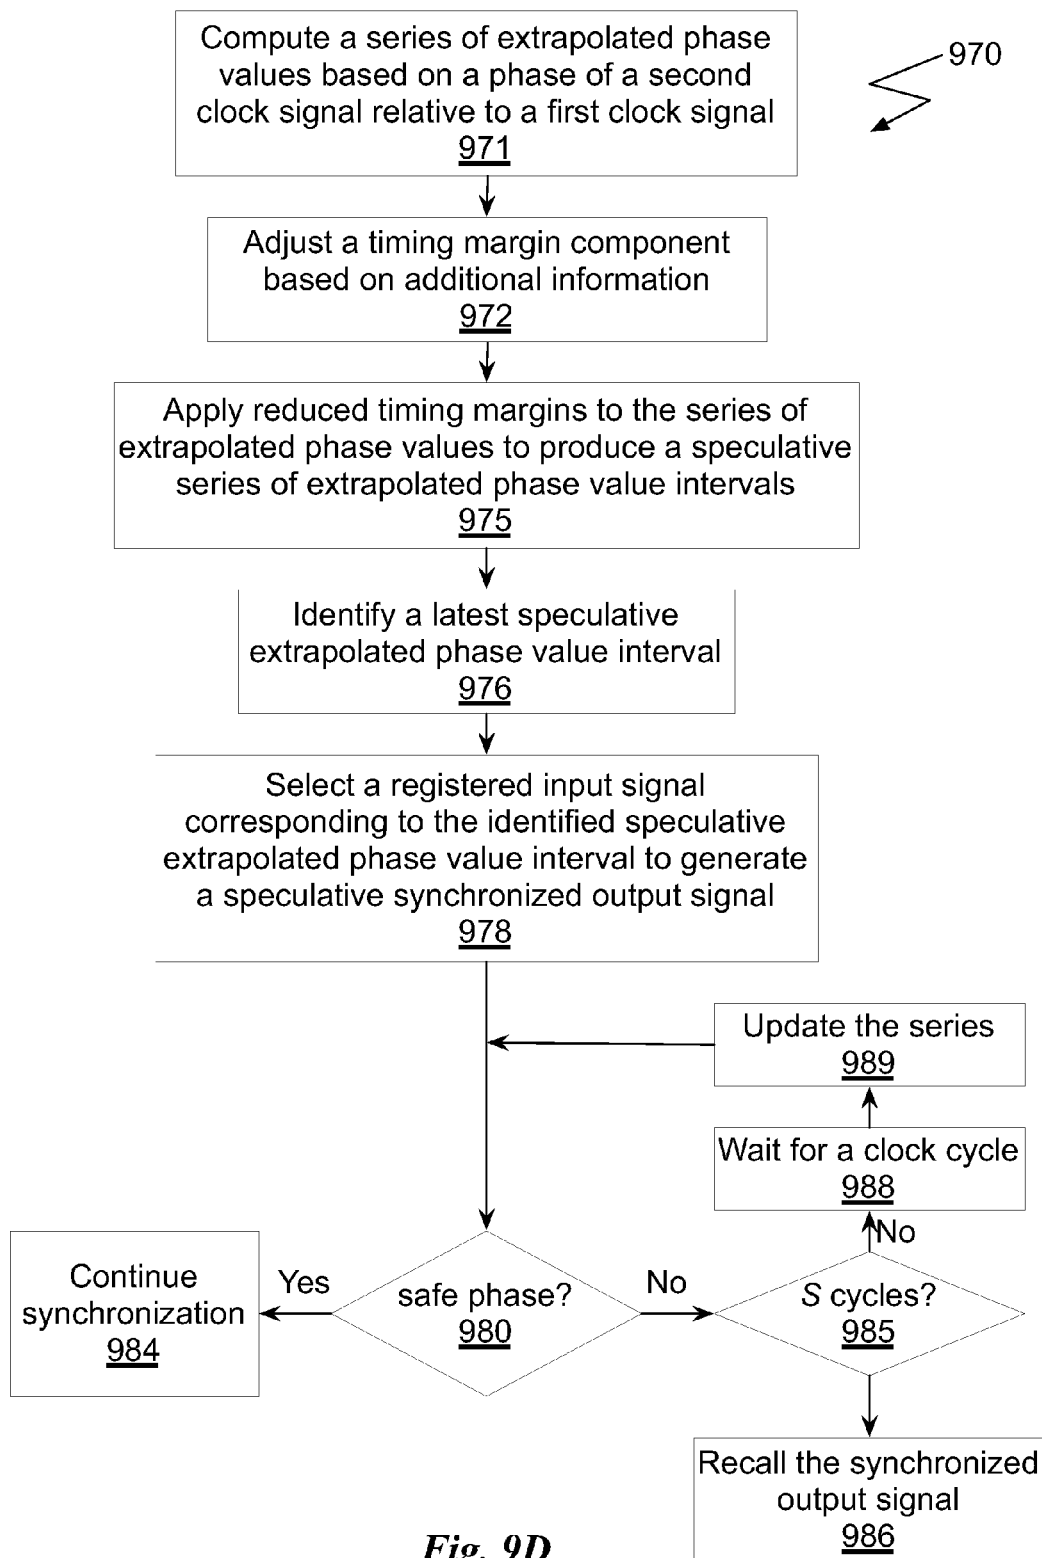 Compute a series of extrapolated phase
values based on a phase of a second
clock signal relative to a first clock signal
971
970
Adjust a timing margin component
based on additional information
972
Apply reduced timing margins to the series of
extrapolated phase values to produce a speculative
series of extrapolated phase value intervals
975
Identify a latest speculative
extrapolated phase value interval
976
Select a registered input signal
corresponding to the identified speculative
extrapolated phase value interval to generate
a speculative synchronized output signal
978
Update the series
989
Wait for a clock cycle
988
No
Continue
synchronization
984
Yes
safe phase?
980
No
S cycles?
985
Recall the synchronized
output signal
986
Fig. 9D